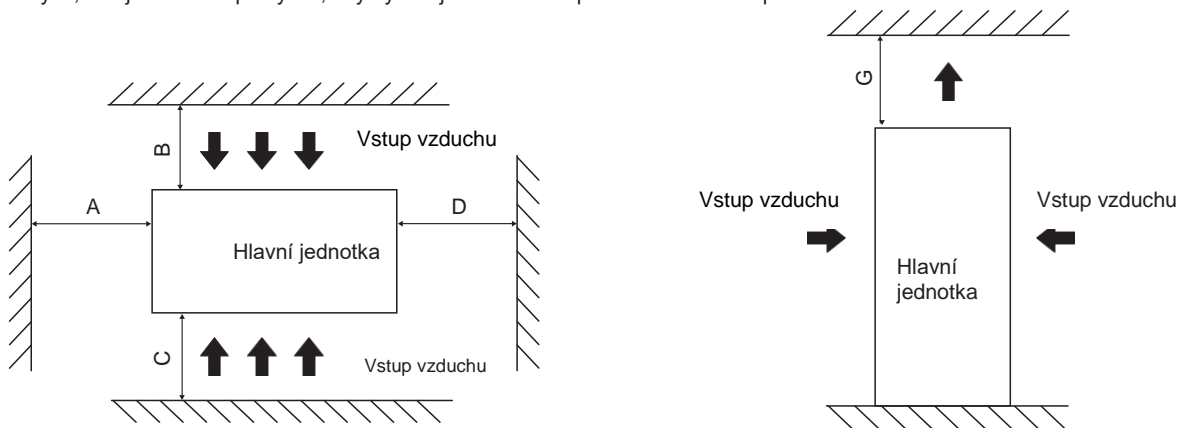 B
Vstup vzduchu
A
D
Hlavní jednotka
C
Vstup vzduchu
G
Vstup vzduchu
Vstup vzduchu
Hlavní
jednotka